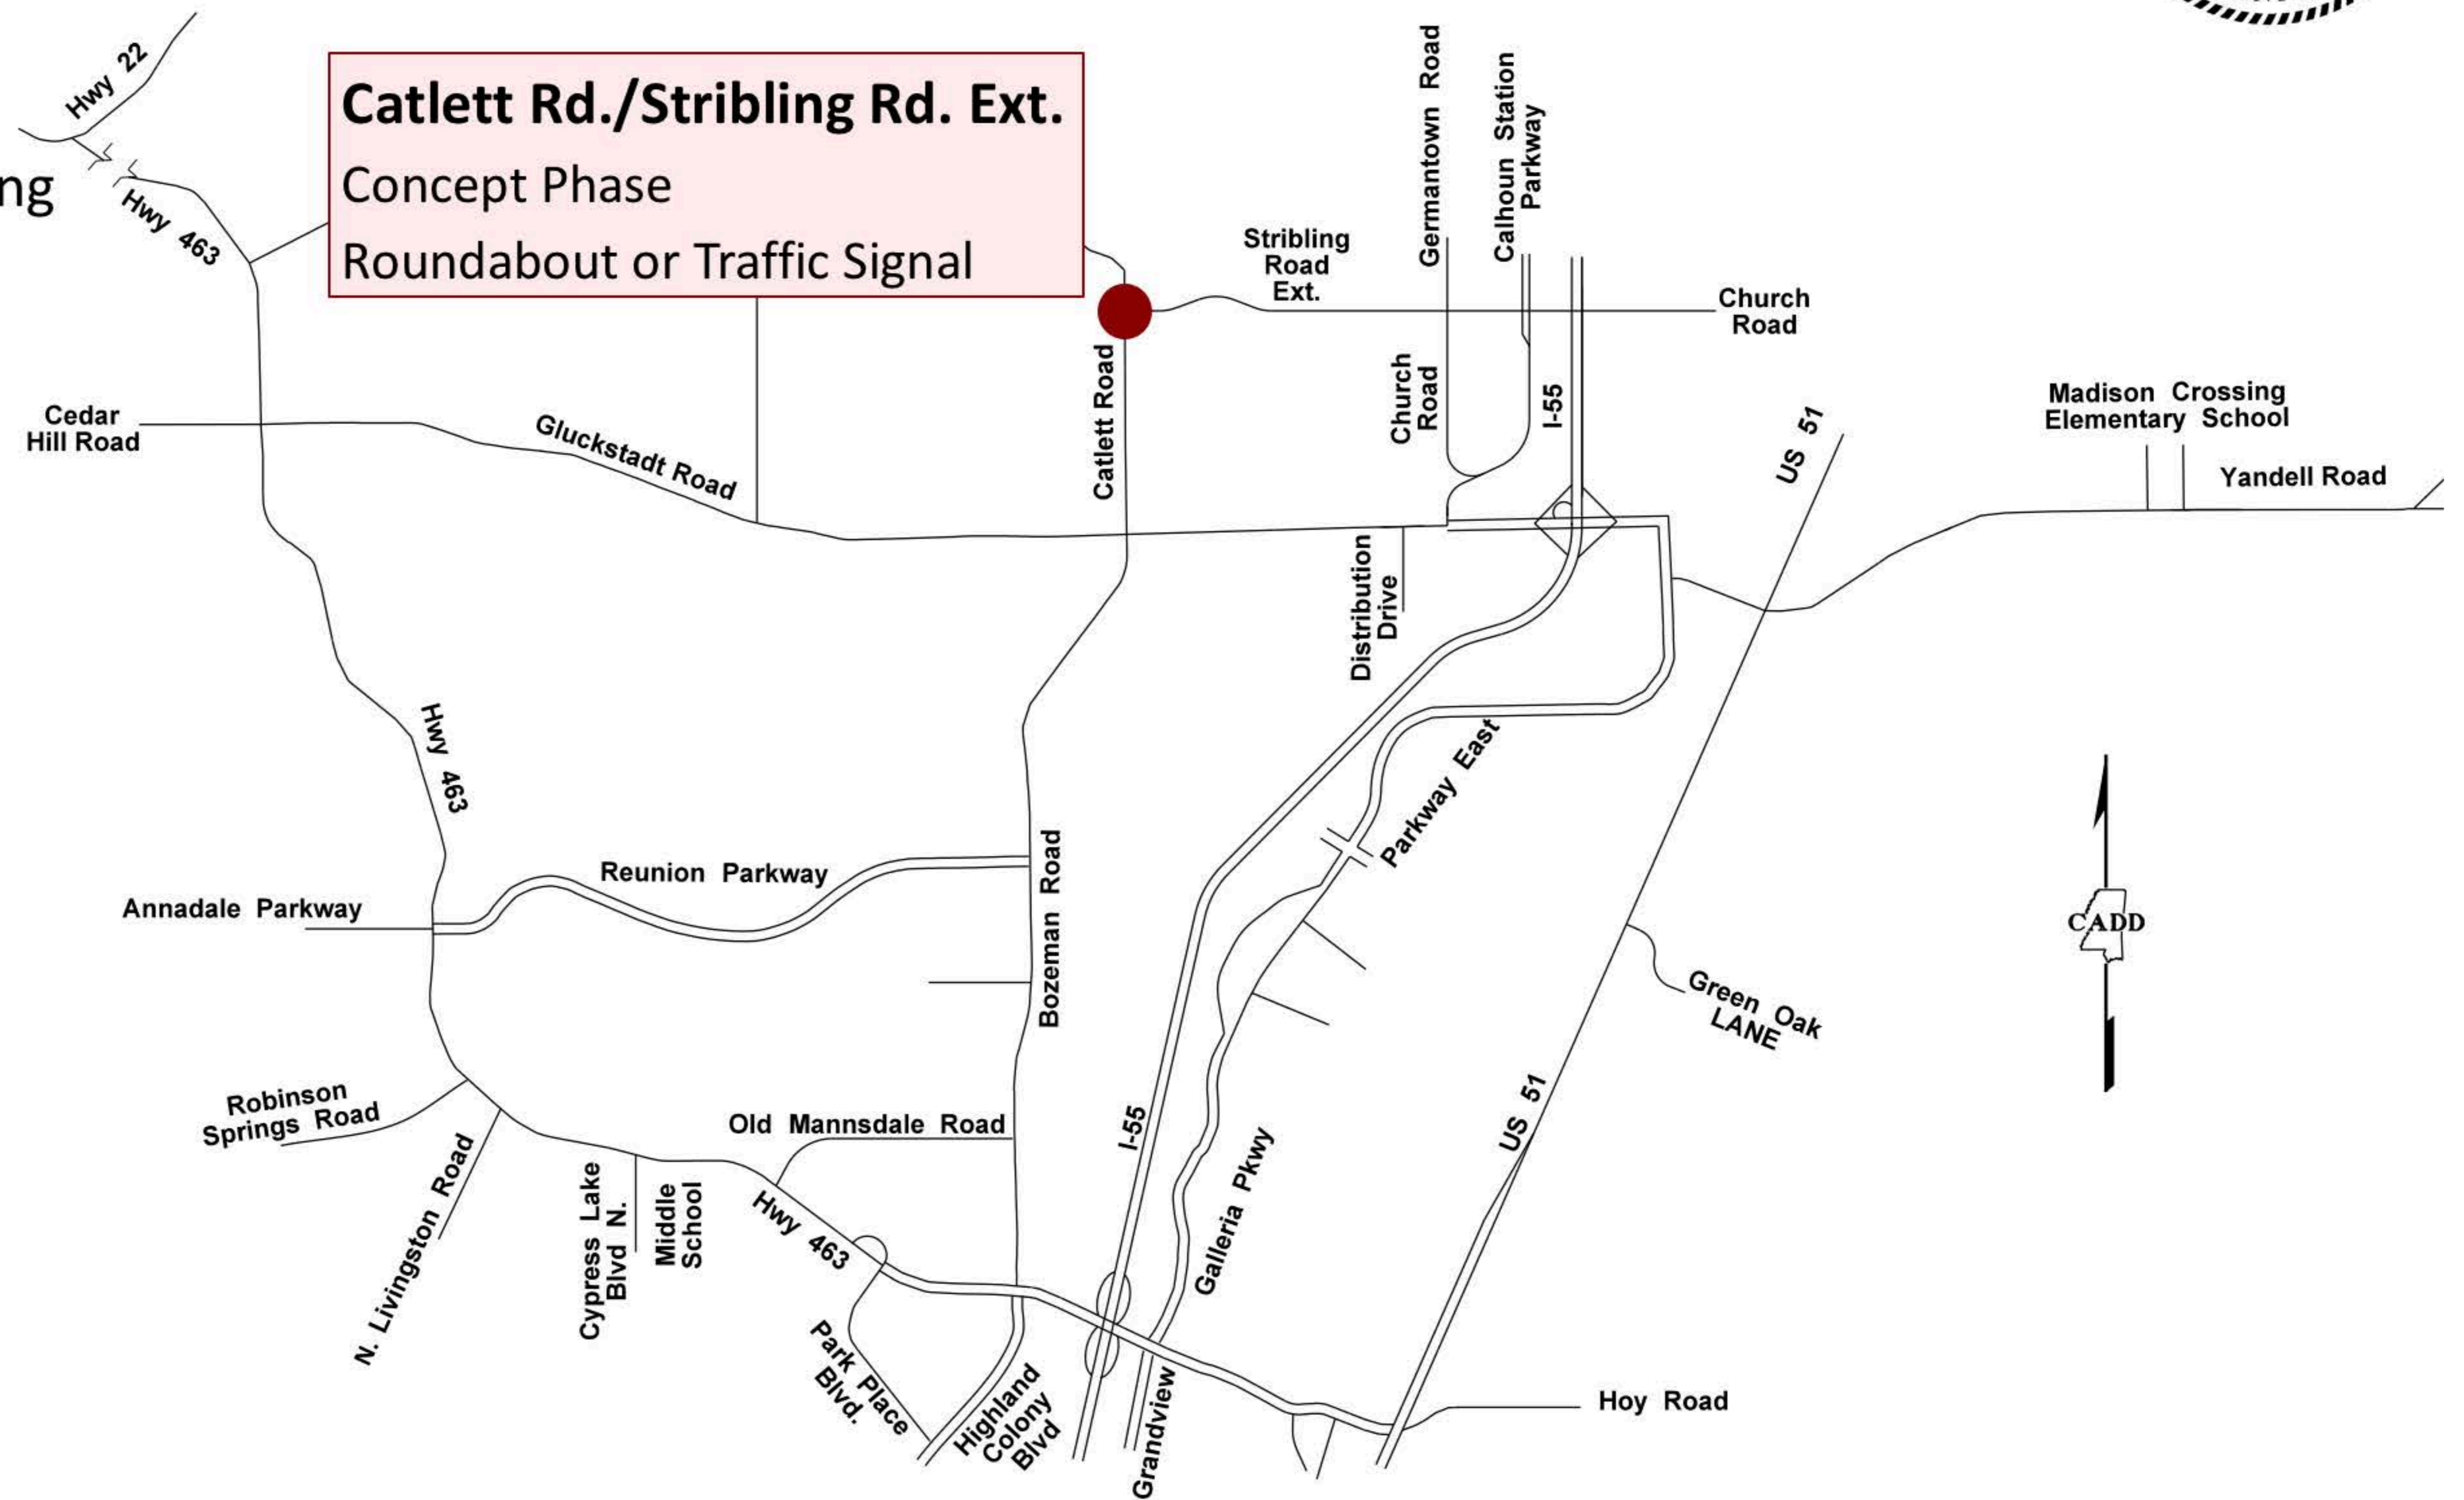 Hwy 22
ng
Hwy 463
Catlett Rd./Stribling Rd. Ext.
Concept Phase
Roundabout or Traffic Signal
Stribling
Road
Ext.
Germantown Road
Calhoun Station
Parkway
Church
Road
Cedar
Hill Road
Gluckstadt Road
Catlett Road
Church
Road
I-55
US 51
Madison Crossing
Elementary School
Yandell Road
Distribution
Drive
Hwy 463
Parkway East
Annadale Parkway
Reunion Parkway
Bozeman Road
CADD
Green Oak
LANE
Robinson
Springs Road
N. Livingston Road
Cypress Lake
Blvd N.
Middle
School
Old Mannsdale Road
Hwy 463
I-55
Galleria Pkwy
US 51
Park Place
Blvd.
Highland
Colony
Blvd
Grandview
Hoy Road